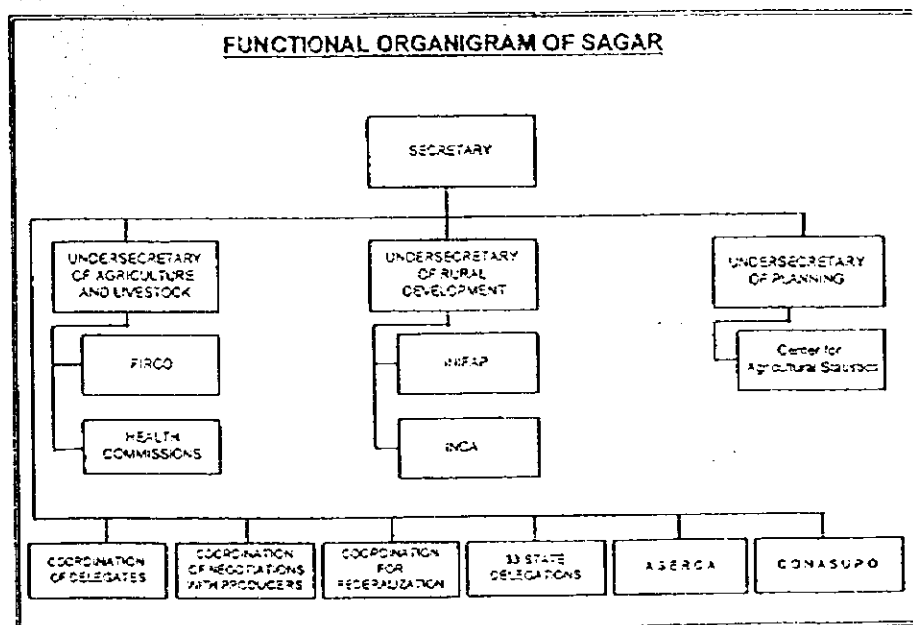 FUNCTIONAL ORGANIGRAM OF SAGAR
SECRETARY
UNDERSECRETARY
OF AGRICULTURE
AND LIVESTOCK
UNDERSECRETARY
OF RURAL
DEVELOPMENT
UNDERSECRETARY
OF PLANNING
FIRCO
INIFAP
Center for
Agricultural Statistics
HEALTH
COMMISSIONS
INCA
COORDINATION
OF DELEGATES
COORDINATION
OF NEGOTIATIONS
WITH PRODUCERS
COORDINATION
FOR
FEDERALIZATION
33 STATE
DELEGATIONS
ASERCA
CONASUPO